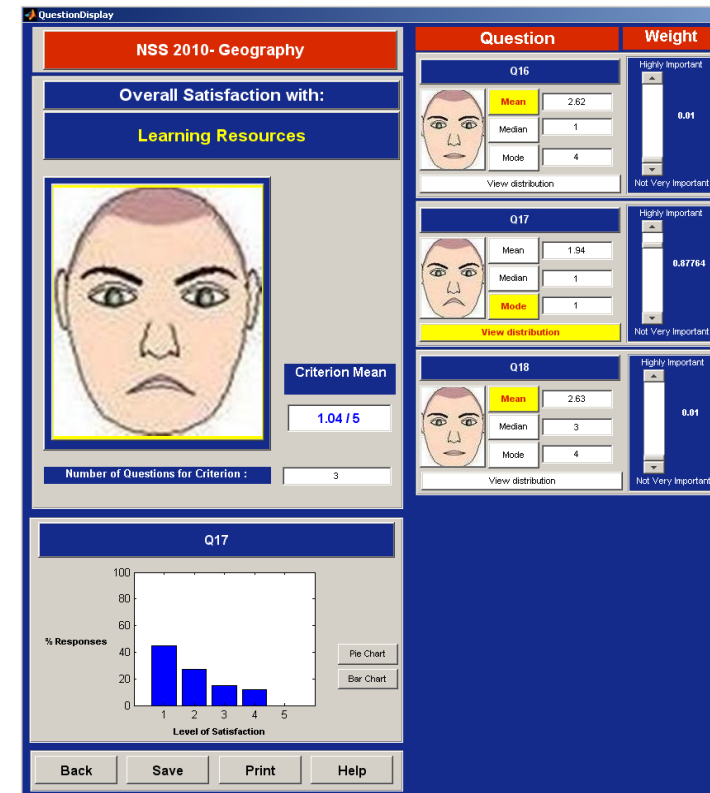 QuestionDisplay
NSS 2010- Geography
Overall Satisfaction with:
Learning Resources
Criterion Mean
1.04 / 5
Number of Questions for Criterion :
3
Question
Weight
Q16
Mean
2.62
Median
1
Mode
4
View distribution
Highly Important
0.01
Not Very Important
Q17
Mean
1.94
Median
1
Mode
1
View distribution
Highly Important
0.87764
Not Very Important
Q18
Mean
2.63
Median
3
Mode
4
View distribution
Highly Important
0.01
Not Very Important
Q17
100
80
60
40
20
0
% Responses
1 2 3 4 5
Level of Satisfaction
Pie Chart
Bar Chart
Back
Save
Print
Help